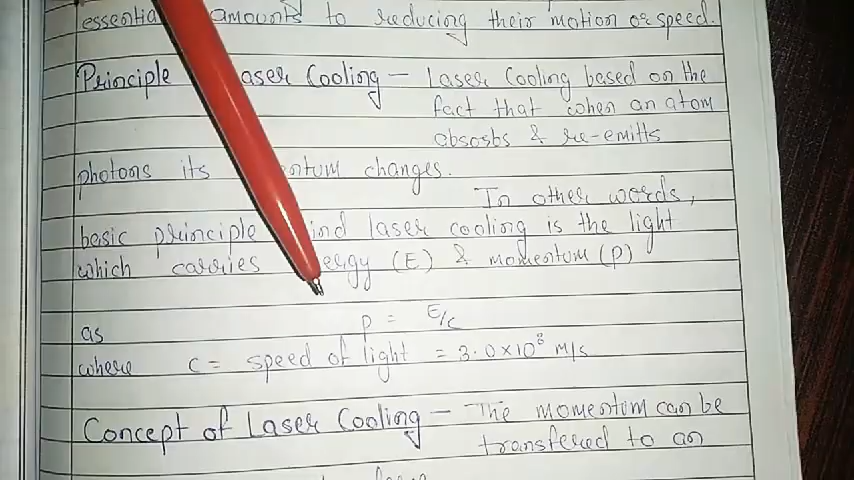 essentia amounts to reducing their motion or speed.
Principle aser Cooling – Laser Cooling based on the
fact that when an atom
absosbs & re-emitts
photons its ntum changes.
In other words,
basic principle ind laser cooling is the light
which carries ergy (E) & momentum (P)
as p = E/c
where c = speed of light = 3.0×10⁸ m/s
Concept of Laser Cooling – The momentum can be
transfered to an